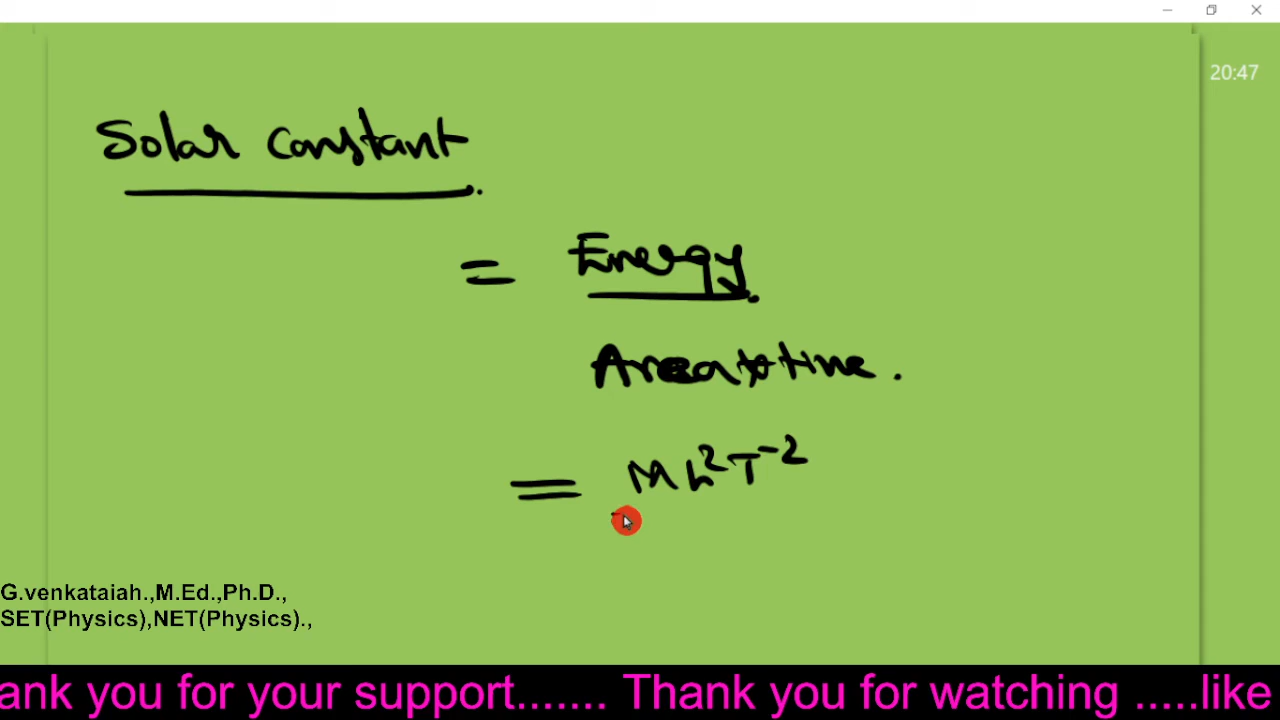 20:47
Solar Constant
= Energy
Area x time.
= ML²T⁻²
G.venkataiah.,M.Ed.,Ph.D.,
SET(Physics),NET(Physics).,
ank you for your support....... Thank you for watching .....like